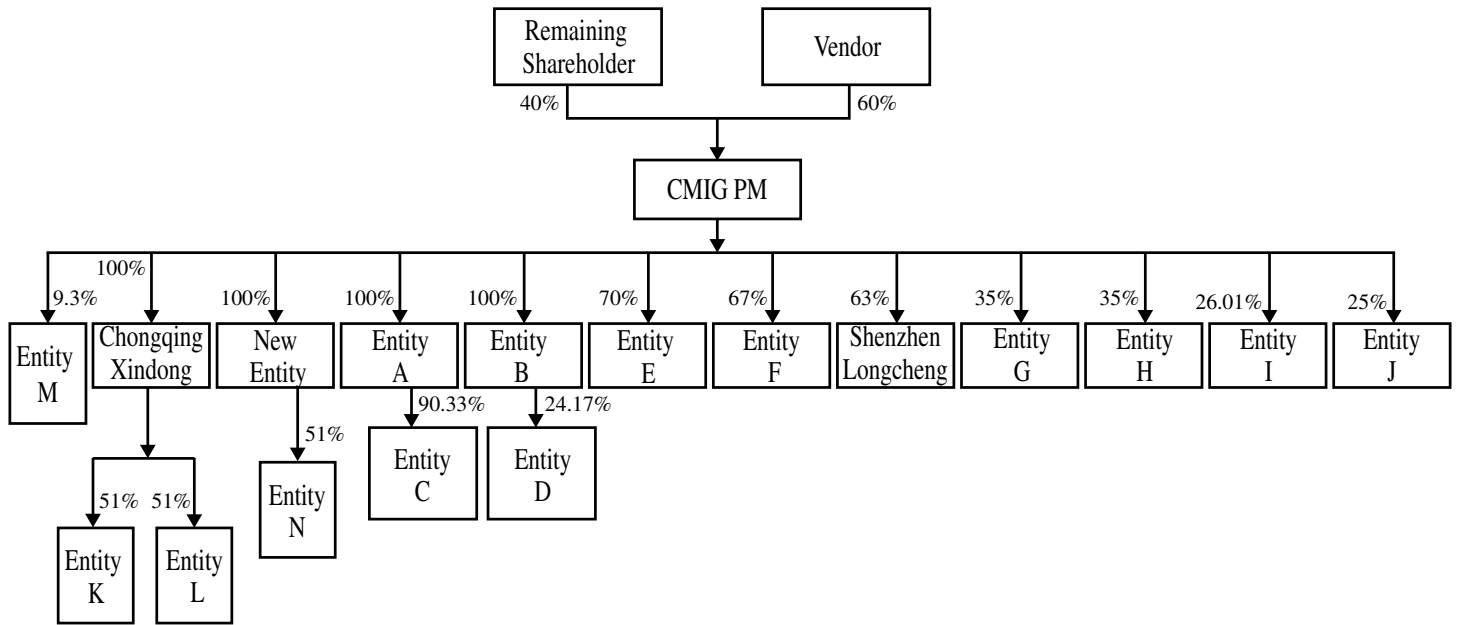 Remaining
Shareholder
Vendor
40%
60%
CMIG PM
100%
9.3%
100%
100%
100%
70%
67%
63%
35%
35%
26.01%
25%
Entity
M
Chongqing
Xindong
New
Entity
Entity
A
Entity
B
Entity
E
Entity
F
Shenzhen
Longcheng
Entity
G
Entity
H
Entity
I
Entity
J
90.33%
24.17%
51%
Entity
C
Entity
D
Entity
N
51%
51%
Entity
K
Entity
L